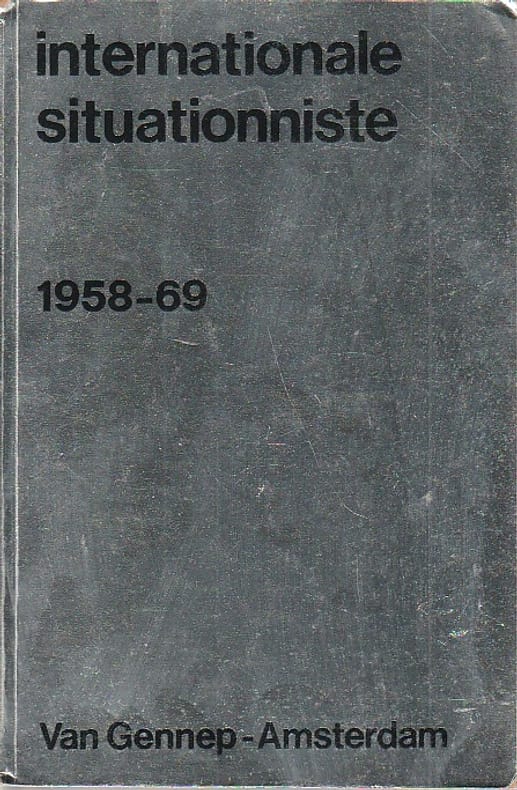 internationale
situationniste
1958-69
Van Gennep - Amsterdam